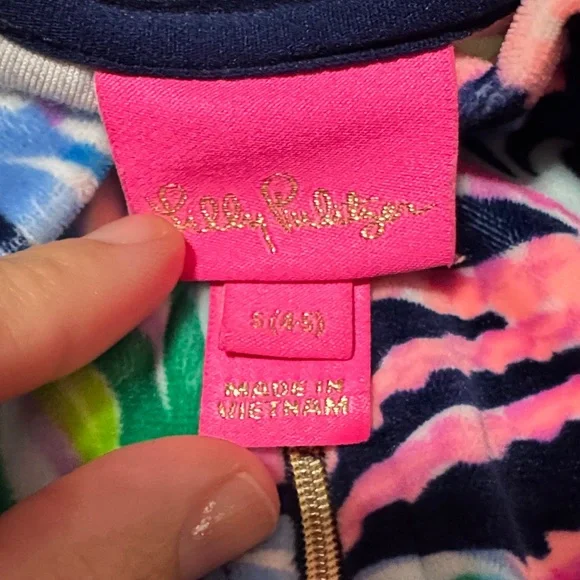 Lilly Pulitzer
S (4-5)
MADE IN
VIETNAM